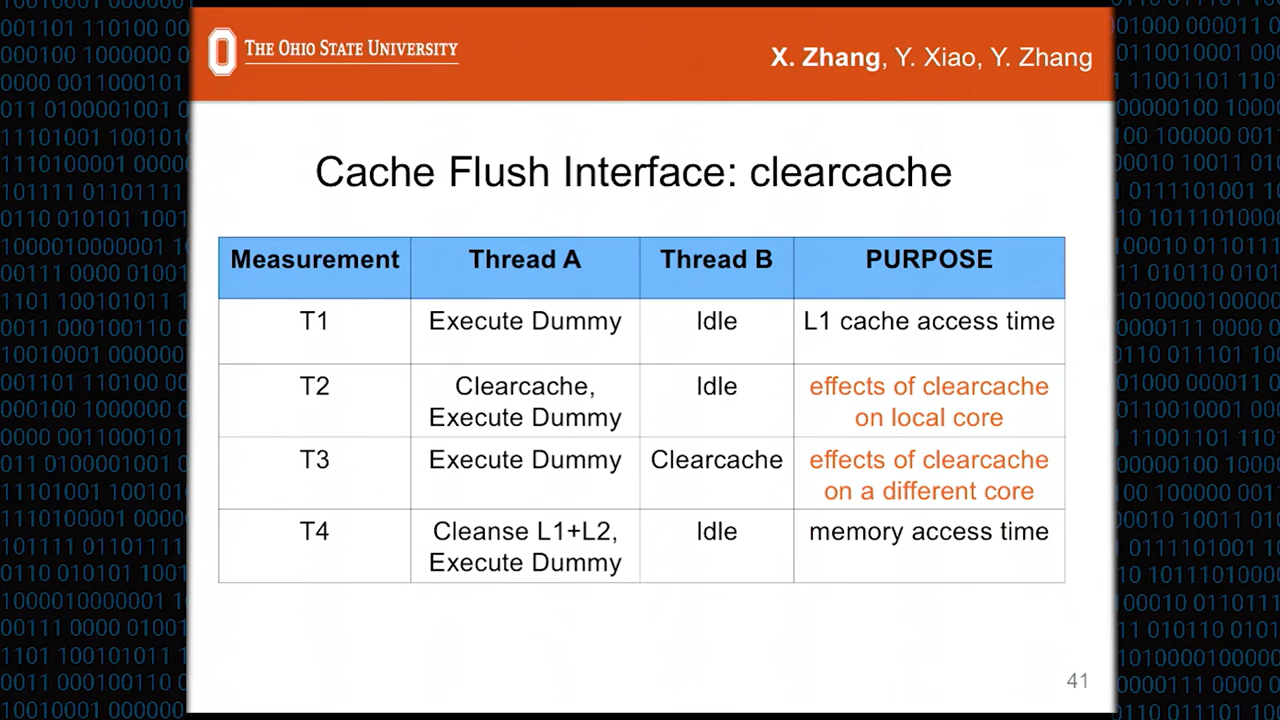 THE OHIO STATE UNIVERSITY
X. Zhang, Y. Xiao, Y. Zhang
Cache Flush Interface: clearcache
Measurement Thread A Thread B PURPOSE
T1 Execute Dummy Idle L1 cache access time
T2 Clearcache, Execute Dummy Idle effects of clearcache on local core
T3 Execute Dummy Clearcache effects of clearcache on a different core
T4 Cleanse L1+L2, Execute Dummy Idle memory access time
41